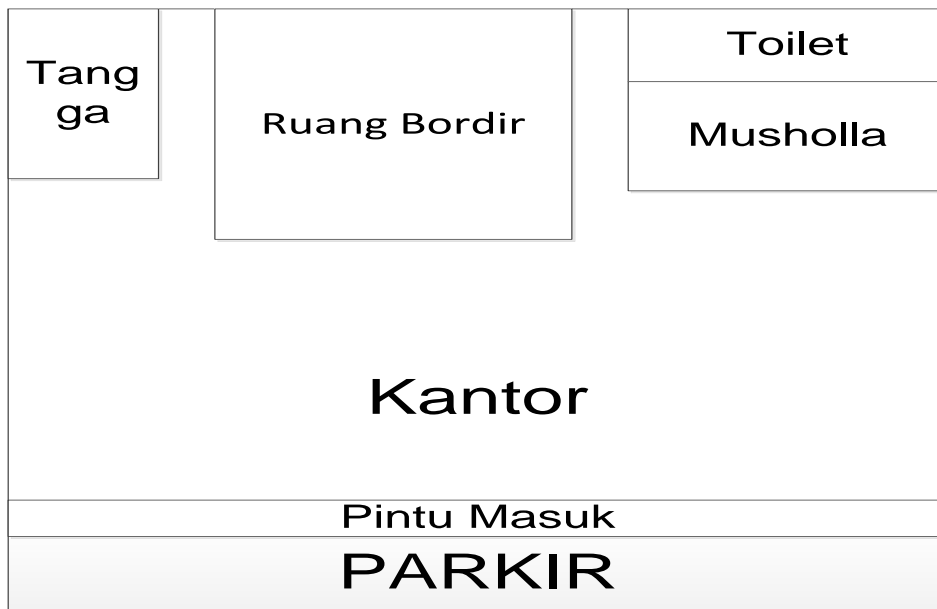 Tang
ga
Ruang Bordir
Toilet
Musholla
Kantor
Pintu Masuk
PARKIR